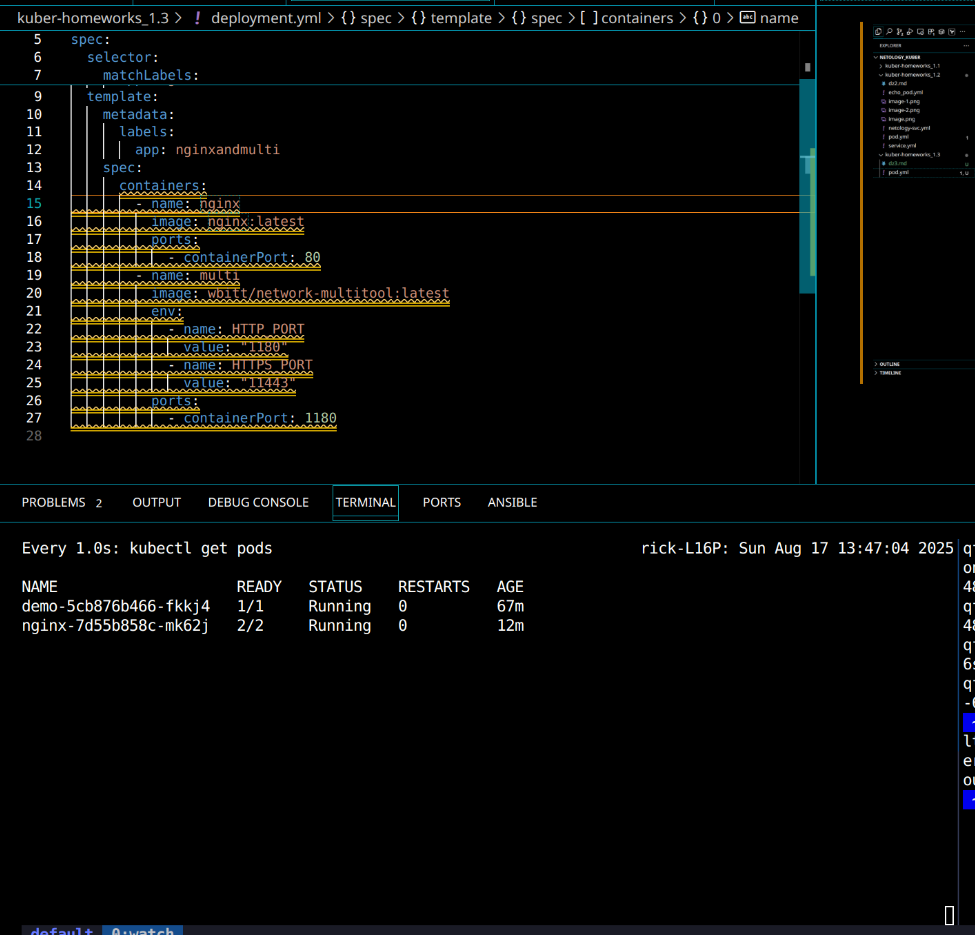 kuber-homeworks_1.3 > ! deployment.yml > {} spec > {} template > {} spec > [ ] containers > {} 0 > abc name
5 spec:
6 selector:
7 matchLabels:
9 template:
10 metadata:
11 labels:
12 app: nginxandmulti
13 spec:
14 containers:
15 - name: nginx
16 image: nginx:latest
17 ports:
18 - containerPort: 80
19 - name: multi
20 image: wbitt/network-multitool:latest
21 env:
22 - name: HTTP_PORT
23 value: "1180"
24 - name: HTTPS_PORT
25 value: "11443"
26 ports:
27 - containerPort: 1180
28
EXPLORER
NETOLOGY_KUBER
kuber-homeworks_1.1
kuber-homeworks_1.2
dz2.md
echo_pod.yml
image-1.png
image-2.png
image.png
netology-svc.yml
pod.yml 1
service.yml
kuber-homeworks_1.3
dz3.md U
pod.yml 1, U
OUTLINE
TIMELINE
PROBLEMS 2 OUTPUT DEBUG CONSOLE TERMINAL PORTS ANSIBLE
Every 1.0s: kubectl get pods rick-L16P: Sun Aug 17 13:47:04 2025
NAME READY STATUS RESTARTS AGE
demo-5cb876b466-fkkj4 1/1 Running 0 67m
nginx-7d55b858c-mk62j 2/2 Running 0 12m
default 0:watch